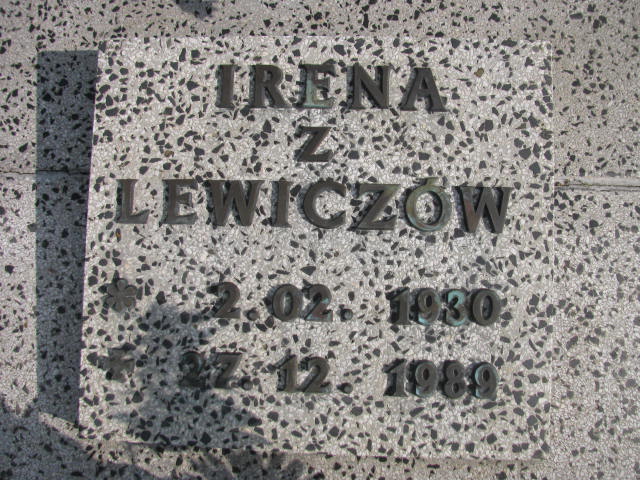 IRENA
Z
LEWICZÓW
* 2.02. 1930
✝ 27.12. 1989